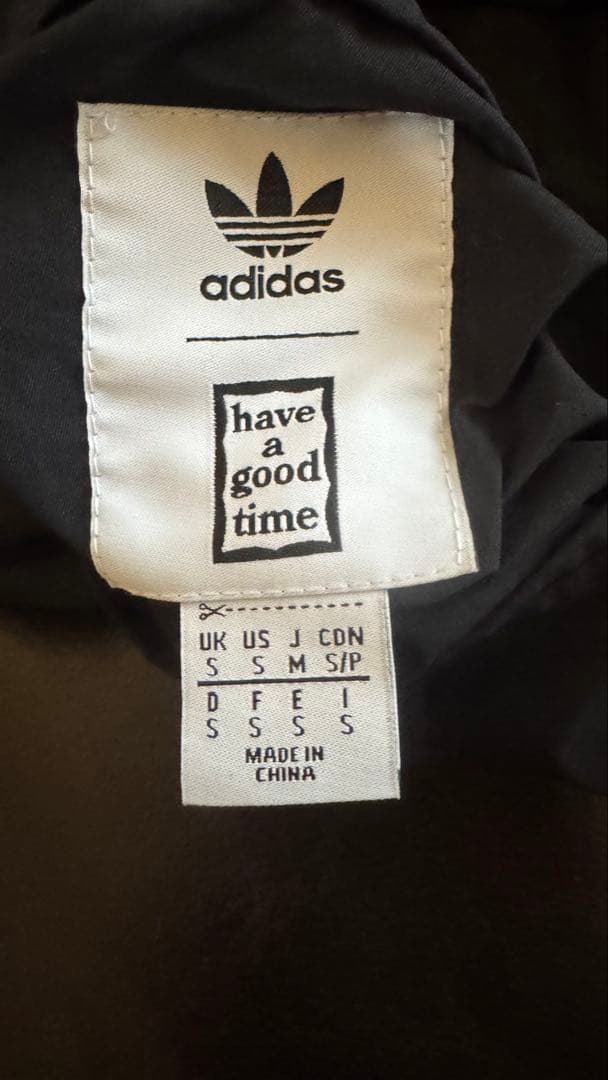 adidas
have
a
good
time
UK US J CDN
S S M S/P
D F E I
S S S S
MADE IN
CHINA